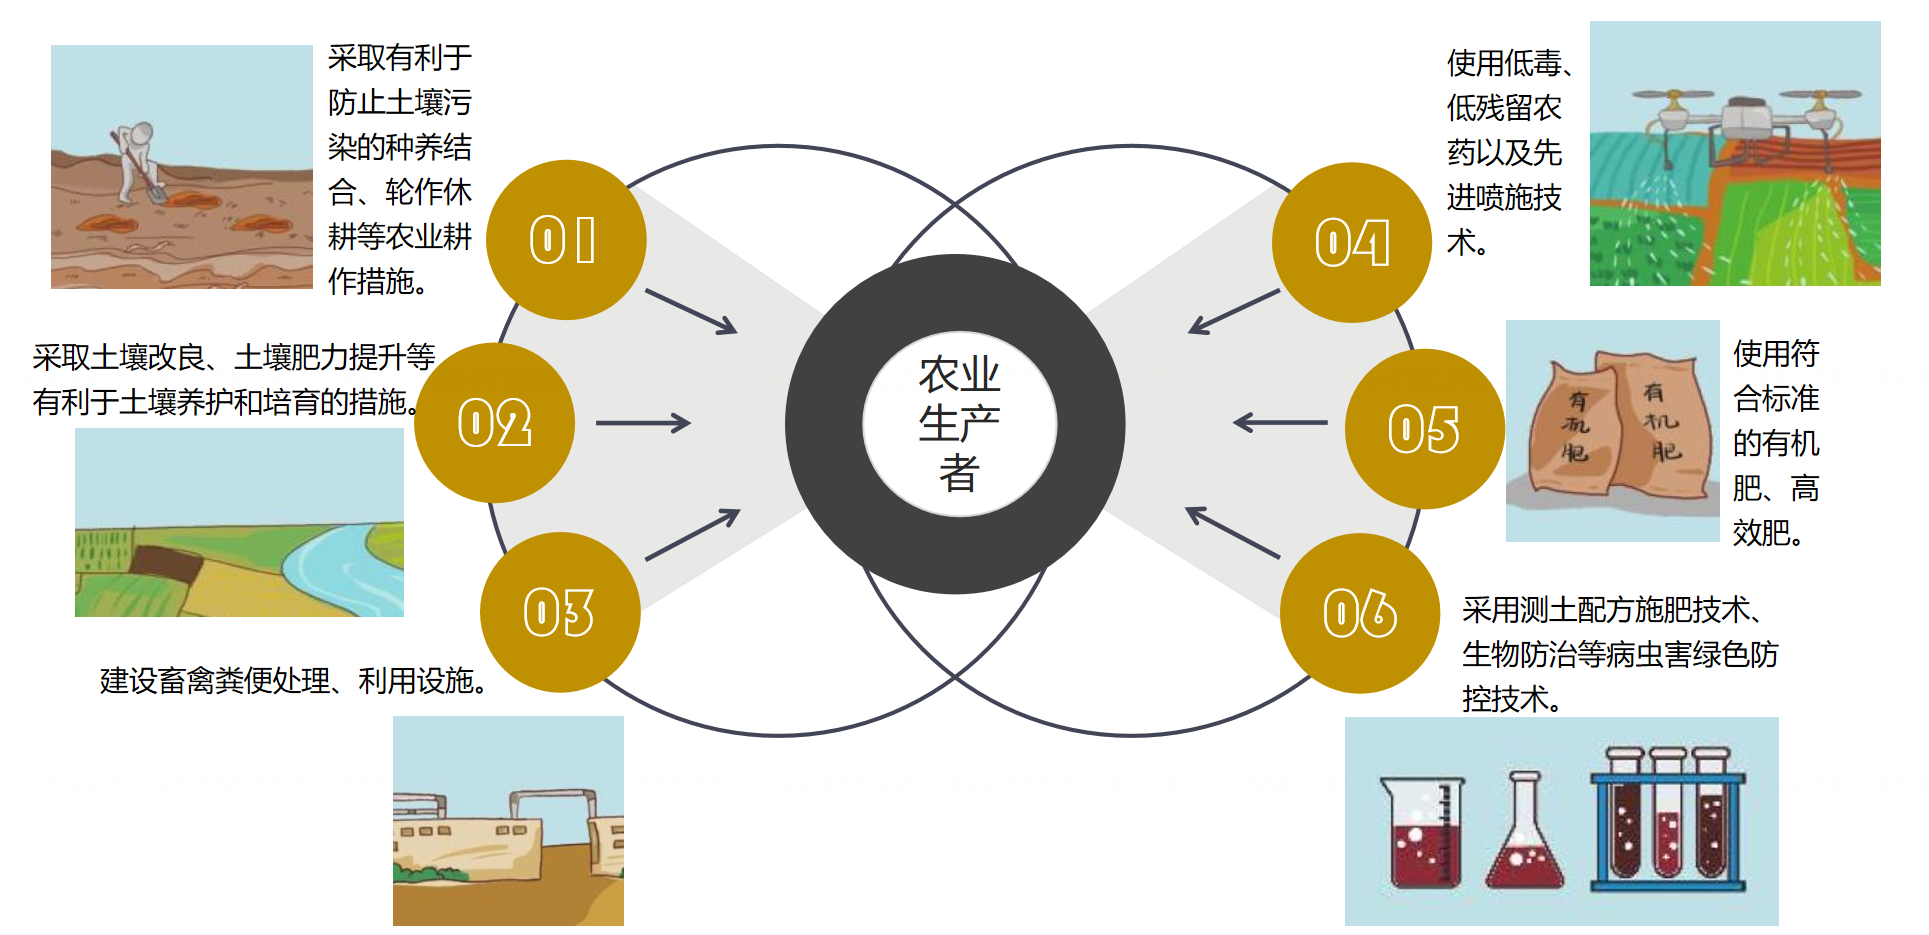 采取有利于
防止土壤污
染的种养结
合、轮作休
耕等农业耕
作措施。
01
采取土壤改良、土壤肥力提升等
有利于土壤养护和培育的措施。
02
03
建设畜禽粪便处理、利用设施。
农业
生产
者
使用低毒、
低残留农
药以及先
进喷施技
术。
04
05
有
机
肥
有
机
肥
使用符
合标准
的有机
肥、高
效肥。
06
采用测土配方施肥技术、
生物防治等病虫害绿色防
控技术。